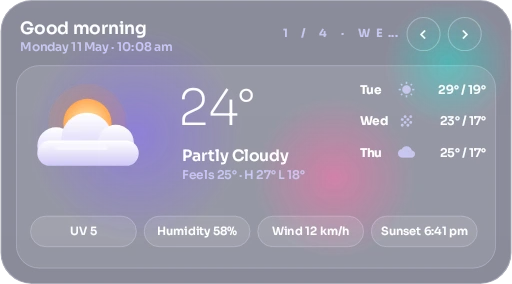 Good morning
Monday 11 May · 10:08 am
1 / 4 · WE...
24°
Partly Cloudy
Feels 25° · H 27° L 18°
Tue 29° / 19°
Wed 23° / 17°
Thu 25° / 17°
UV 5
Humidity 58%
Wind 12 km/h
Sunset 6:41 pm